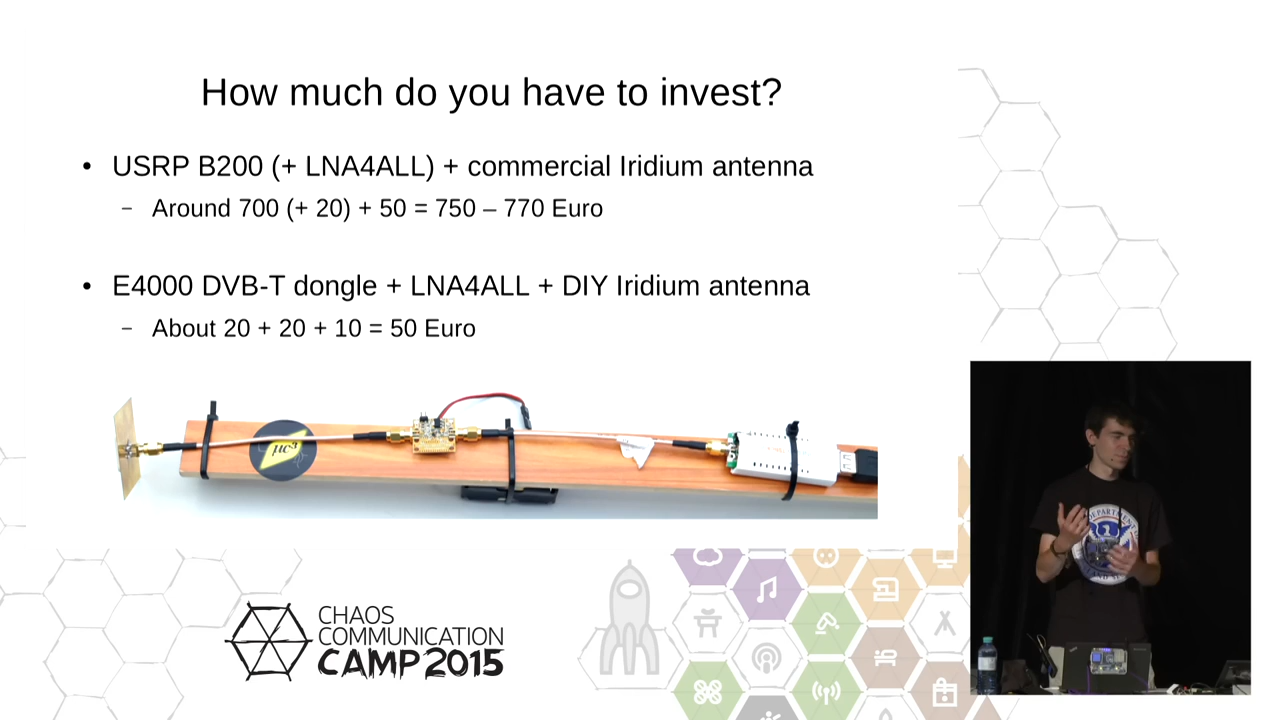 How much do you have to invest?
• USRP B200 (+ LNA4ALL) + commercial Iridium antenna
– Around 700 (+ 20) + 50 = 750 – 770 Euro
• E4000 DVB-T dongle + LNA4ALL + DIY Iridium antenna
– About 20 + 20 + 10 = 50 Euro
CHAOS
COMMUNICATION
CAMP 2015
DEPARTMENT